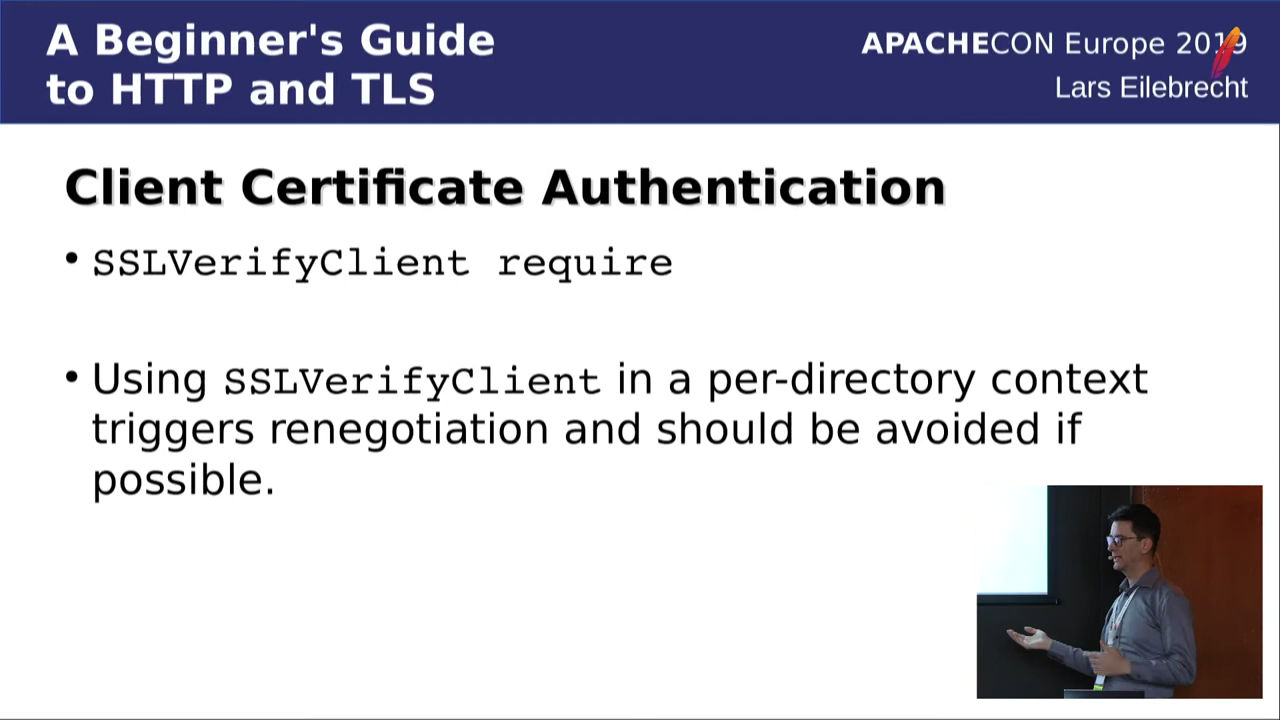 A Beginner's Guide
to HTTP and TLS
APACHECON Europe 2019
Lars Eilebrecht
Client Certificate Authentication
• SSLVerifyClient require
• Using SSLVerifyClient in a per-directory context
triggers renegotiation and should be avoided if
possible.